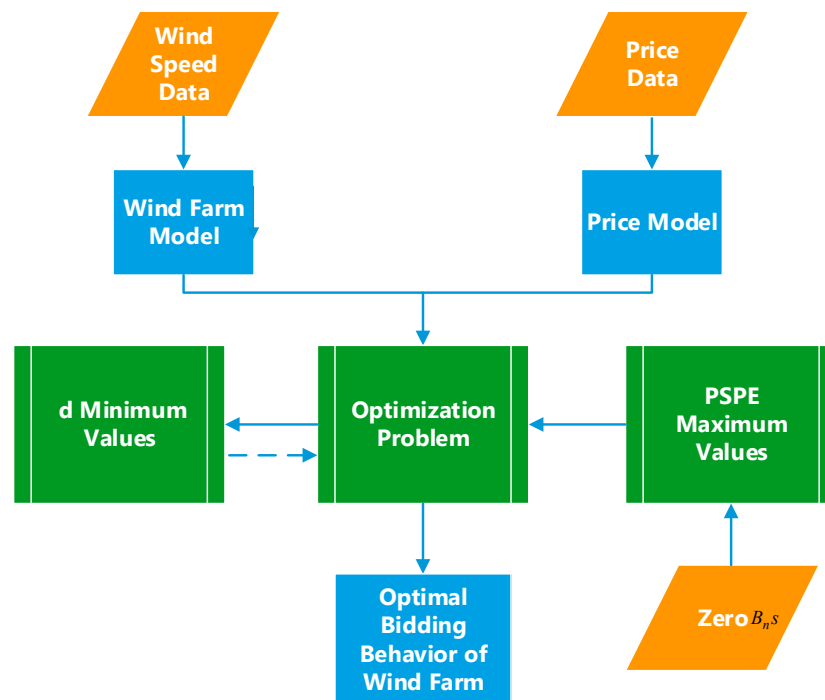 Wind
Speed
Data
Price
Data
Wind Farm
Model
Price Model
d Minimum
Values
Optimization
Problem
PSPE
Maximum
Values
Optimal
Bidding
Behavior of
Wind Farm
Zero Bₙs